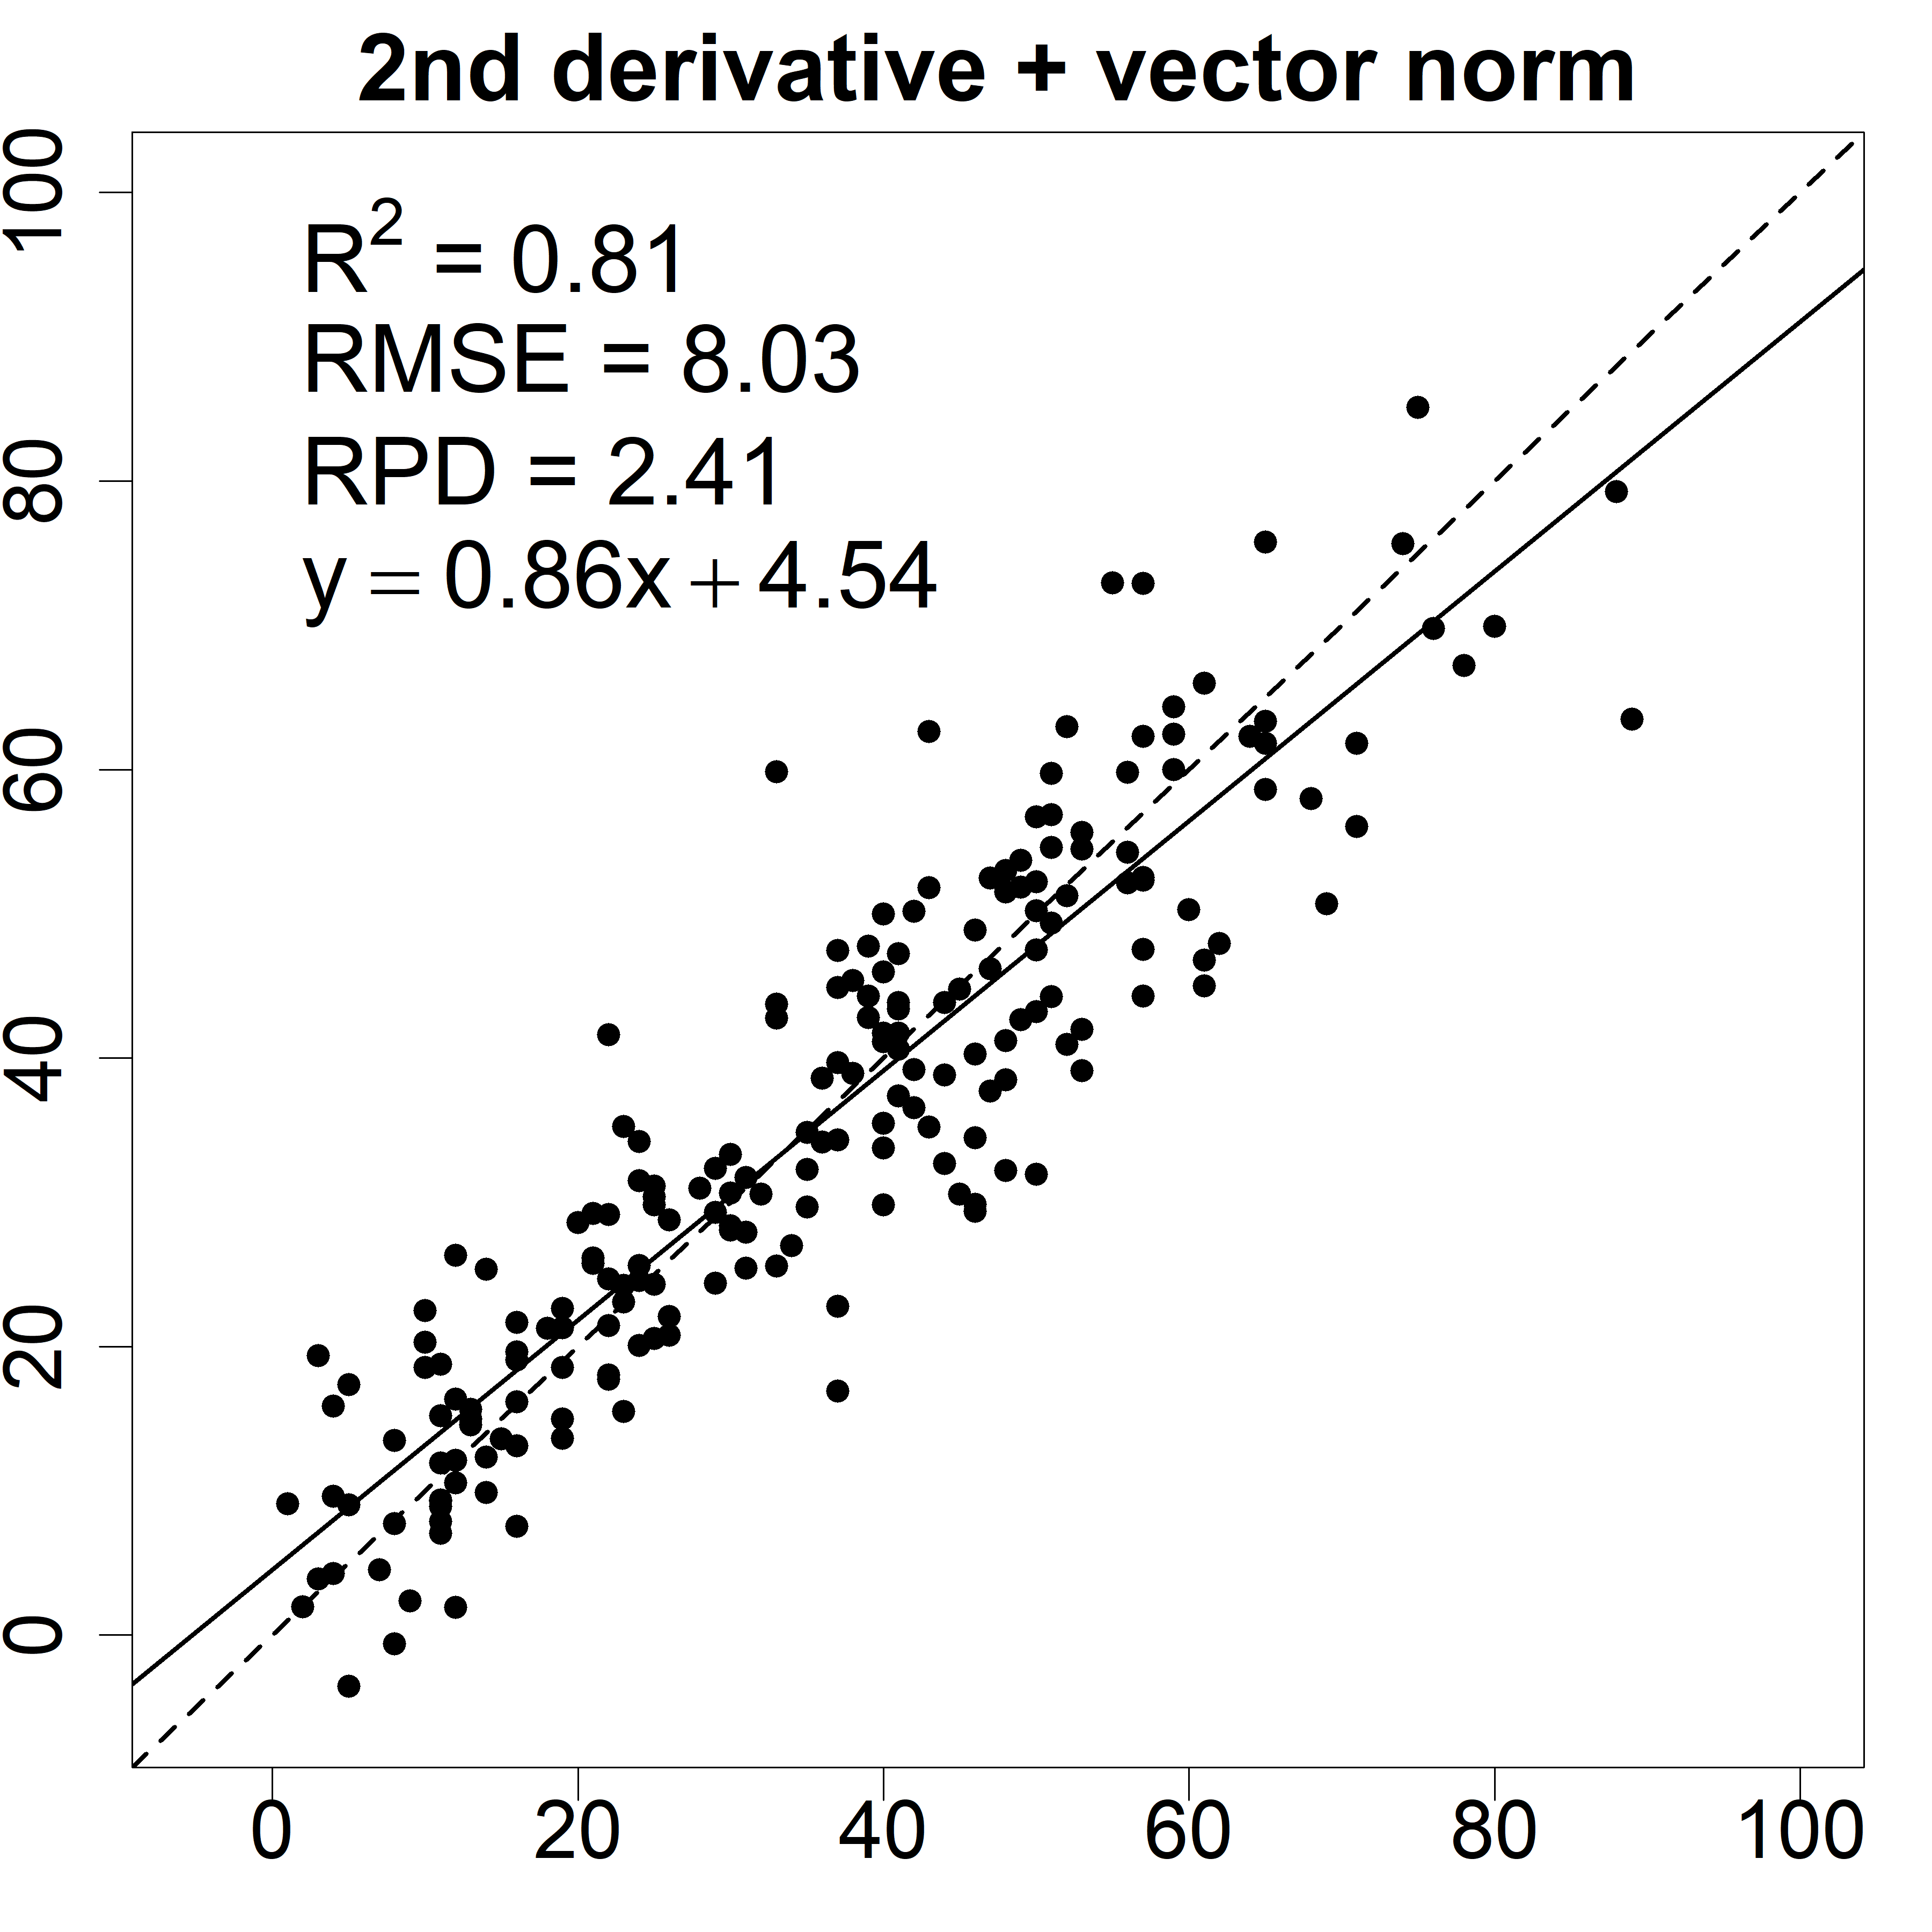 2nd derivative + vector norm
100
80
60
40
20
0
R² = 0.81
RMSE = 8.03
RPD = 2.41
y = 0.86x + 4.54
0 20 40 60 80 100